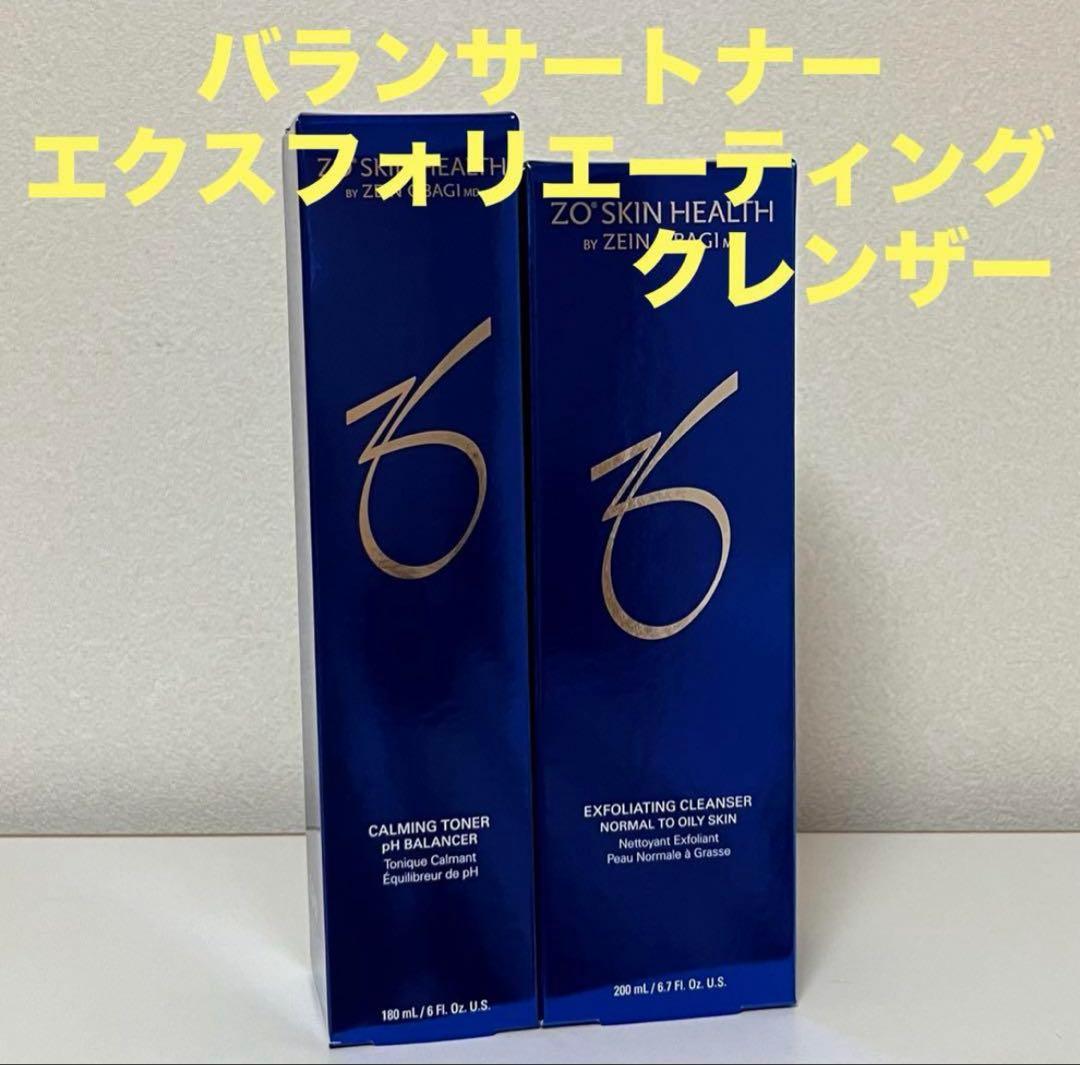 バランサートナー
エクスフォリエーティング
クレンザー
ZO® SKIN HEALTH
BY ZEIN OBAGI MD
CALMING TONER
pH BALANCER
Tonique Calmant
Équilibreur de pH
180 mL / 6 Fl. Oz. U.S.
ZO® SKIN HEALTH
BY ZEIN OBAGI
EXFOLIATING CLEANSER
NORMAL TO OILY SKIN
Nettoyant Exfoliant
Peau Normale à Grasse
200 mL / 6.7 Fl. Oz. U.S.